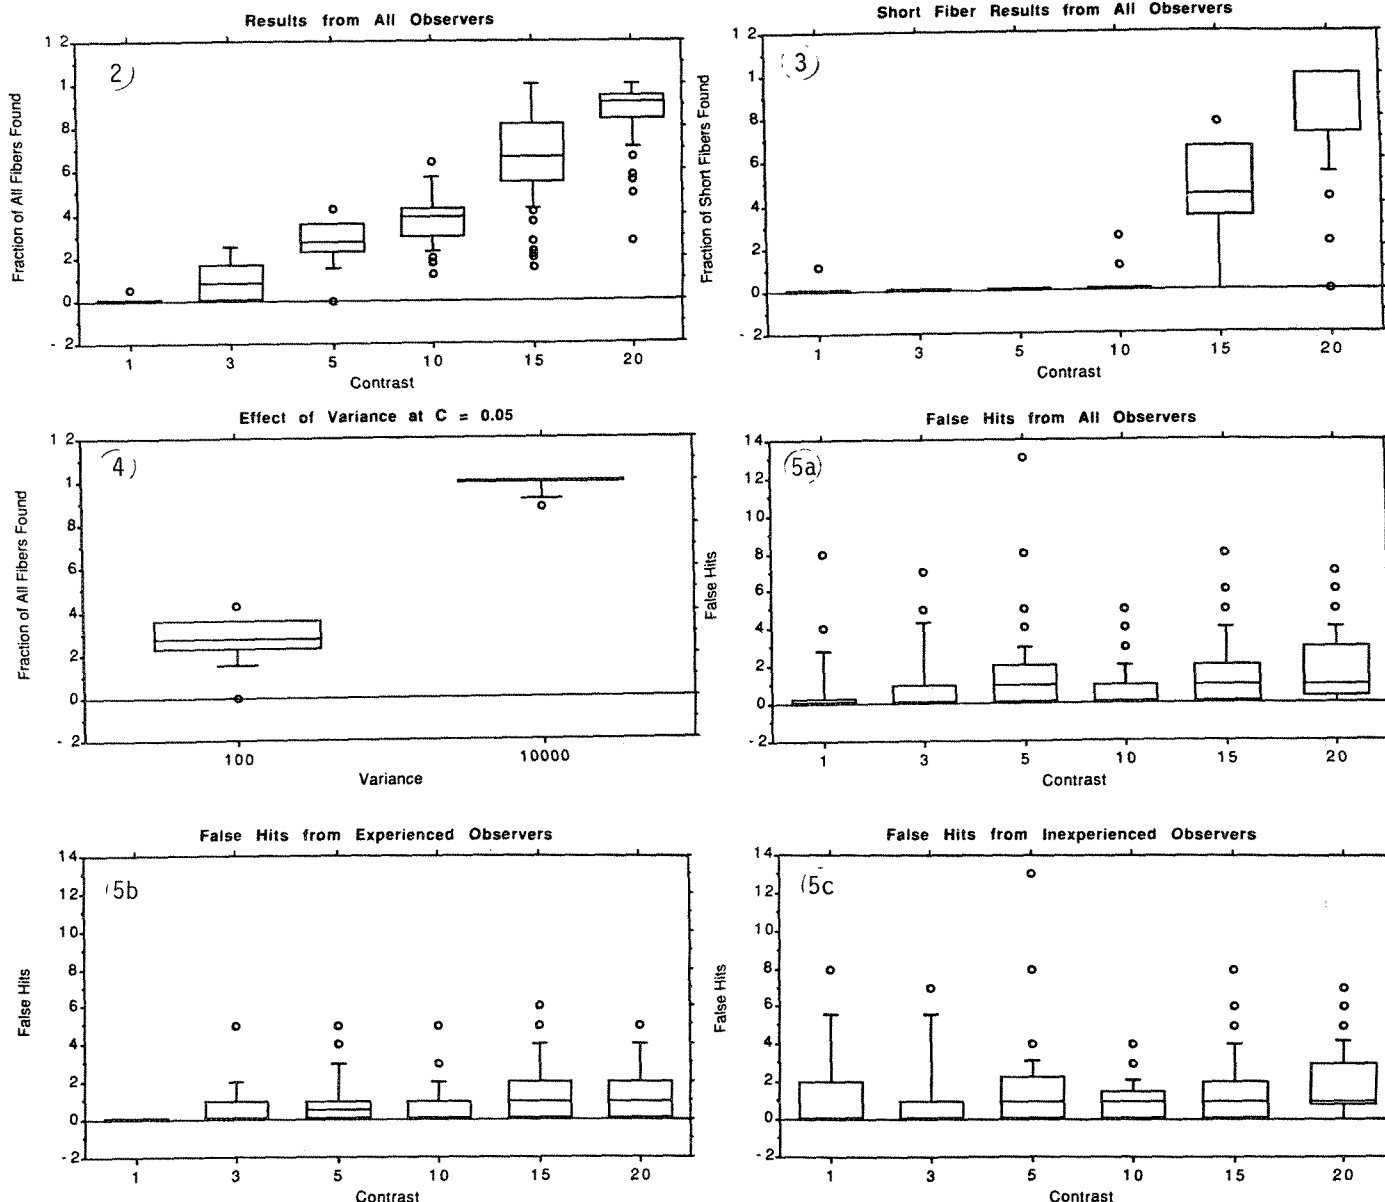 Results from All Observers
2)
Fraction of All Fibers Found
1 2
1
8
6
4
2
0
- 2
1 3 5 10 15 20
Contrast
Short Fiber Results from All Observers
(3)
Fraction of Short Fibers Found
1 2
1
8
6
4
2
0
- 2
1 3 5 10 15 20
Contrast
Effect of Variance at C = 0.05
4)
Fraction of All Fibers Found
1 2
1
8
6
4
2
0
- 2
100 10000
Variance
False Hits from All Observers
(5a)
False Hits
14
12
10
8
6
4
2
0
- 2
1 3 5 10 15 20
Contrast
False Hits from Experienced Observers
(5b
False Hits
14
12
10
8
6
4
2
0
- 2
1 3 5 10 15 20
Contrast
False Hits from Inexperienced Observers
(5c
False Hits
14
12
10
8
6
4
2
0
- 2
1 3 5 10 15 20
Contrast